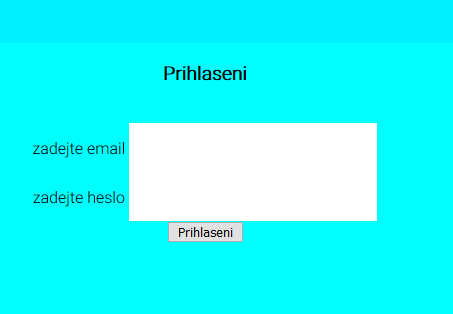 Prihlaseni
zadejte email
zadejte heslo
Prihlaseni